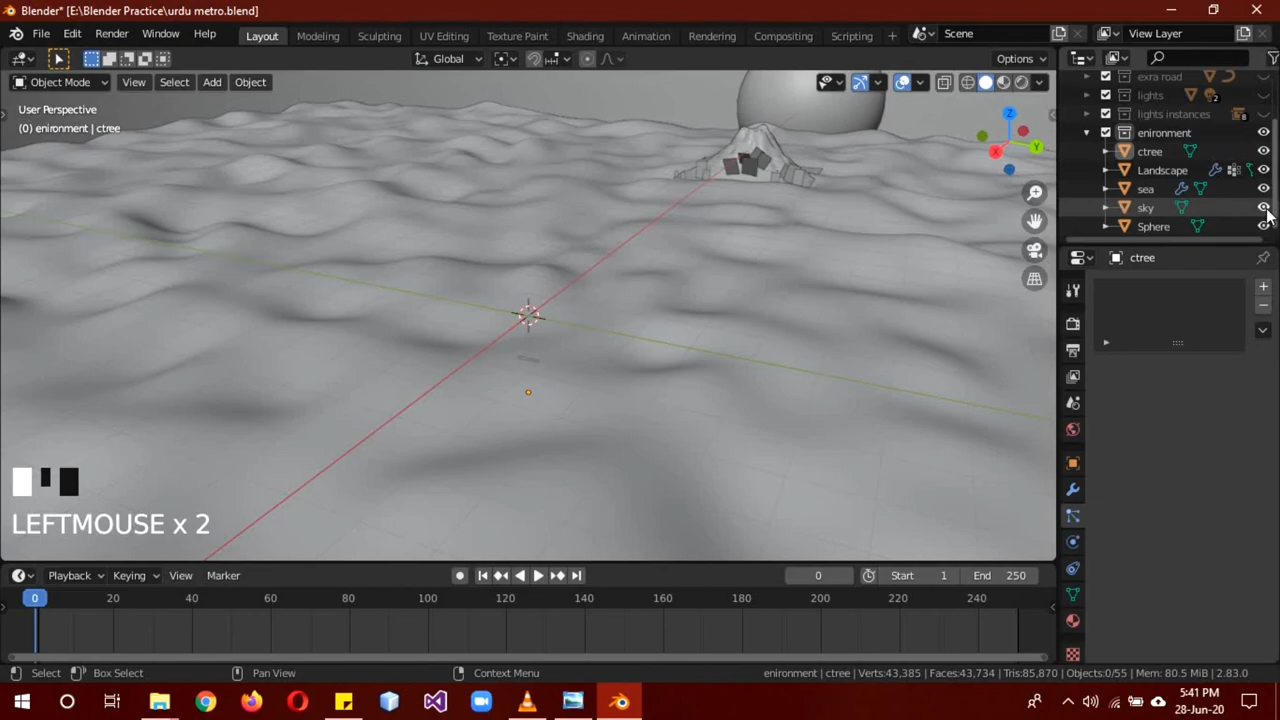 Blender* [E:\Blender Practice\urdu metro.blend]
File Edit Render Window Help Layout Modeling Sculpting UV Editing Texture Paint Shading Animation Rendering Compositing Scripting + Scene View Layer
Global Options
Object Mode View Select Add Object
User Perspective
(0) enironment | ctree
Z
Y
X
exra road
lights 2
lights instances 8
enironment
ctree
Landscape
sea
sky
Sphere
ctree
LEFTMOUSE x 2
Playback Keying View Marker 0 Start 1 End 250
0 20 40 60 80 100 120 140 160 180 200 220 240
Select Box Select Pan View Context Menu enironment | ctree | Verts:43,385 | Faces:43,734 | Tris:85,870 | Objects:0/55 | Mem: 80.5 MiB | 2.83.0
5:41 PM
28-Jun-20